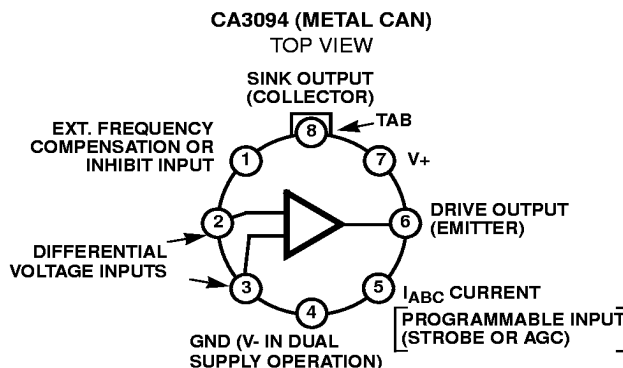 CA3094 (METAL CAN)
TOP VIEW
SINK OUTPUT
(COLLECTOR)
TAB
EXT. FREQUENCY
COMPENSATION OR
INHIBIT INPUT
8
1
7
V+
2
6
DRIVE OUTPUT
(EMITTER)
DIFFERENTIAL
VOLTAGE INPUTS
3
5
IABC CURRENT
4
PROGRAMMABLE INPUT
(STROBE OR AGC)
GND (V- IN DUAL
SUPPLY OPERATION)